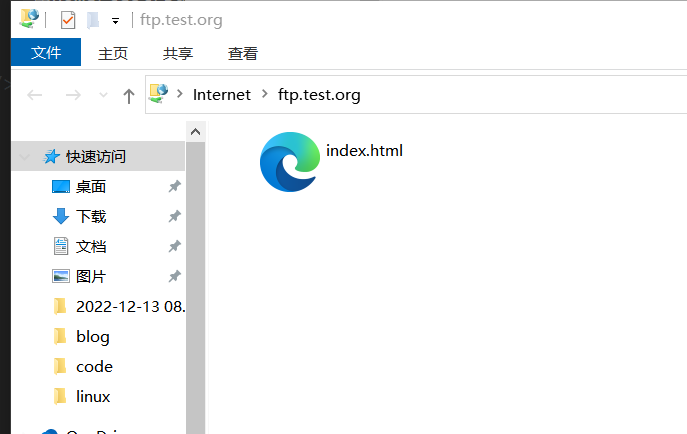 ftp.test.org
文件 主页 共享 查看
Internet ftp.test.org
快速访问
桌面
下载
文档
图片
2022-12-13 08.
blog
code
linux
index.html